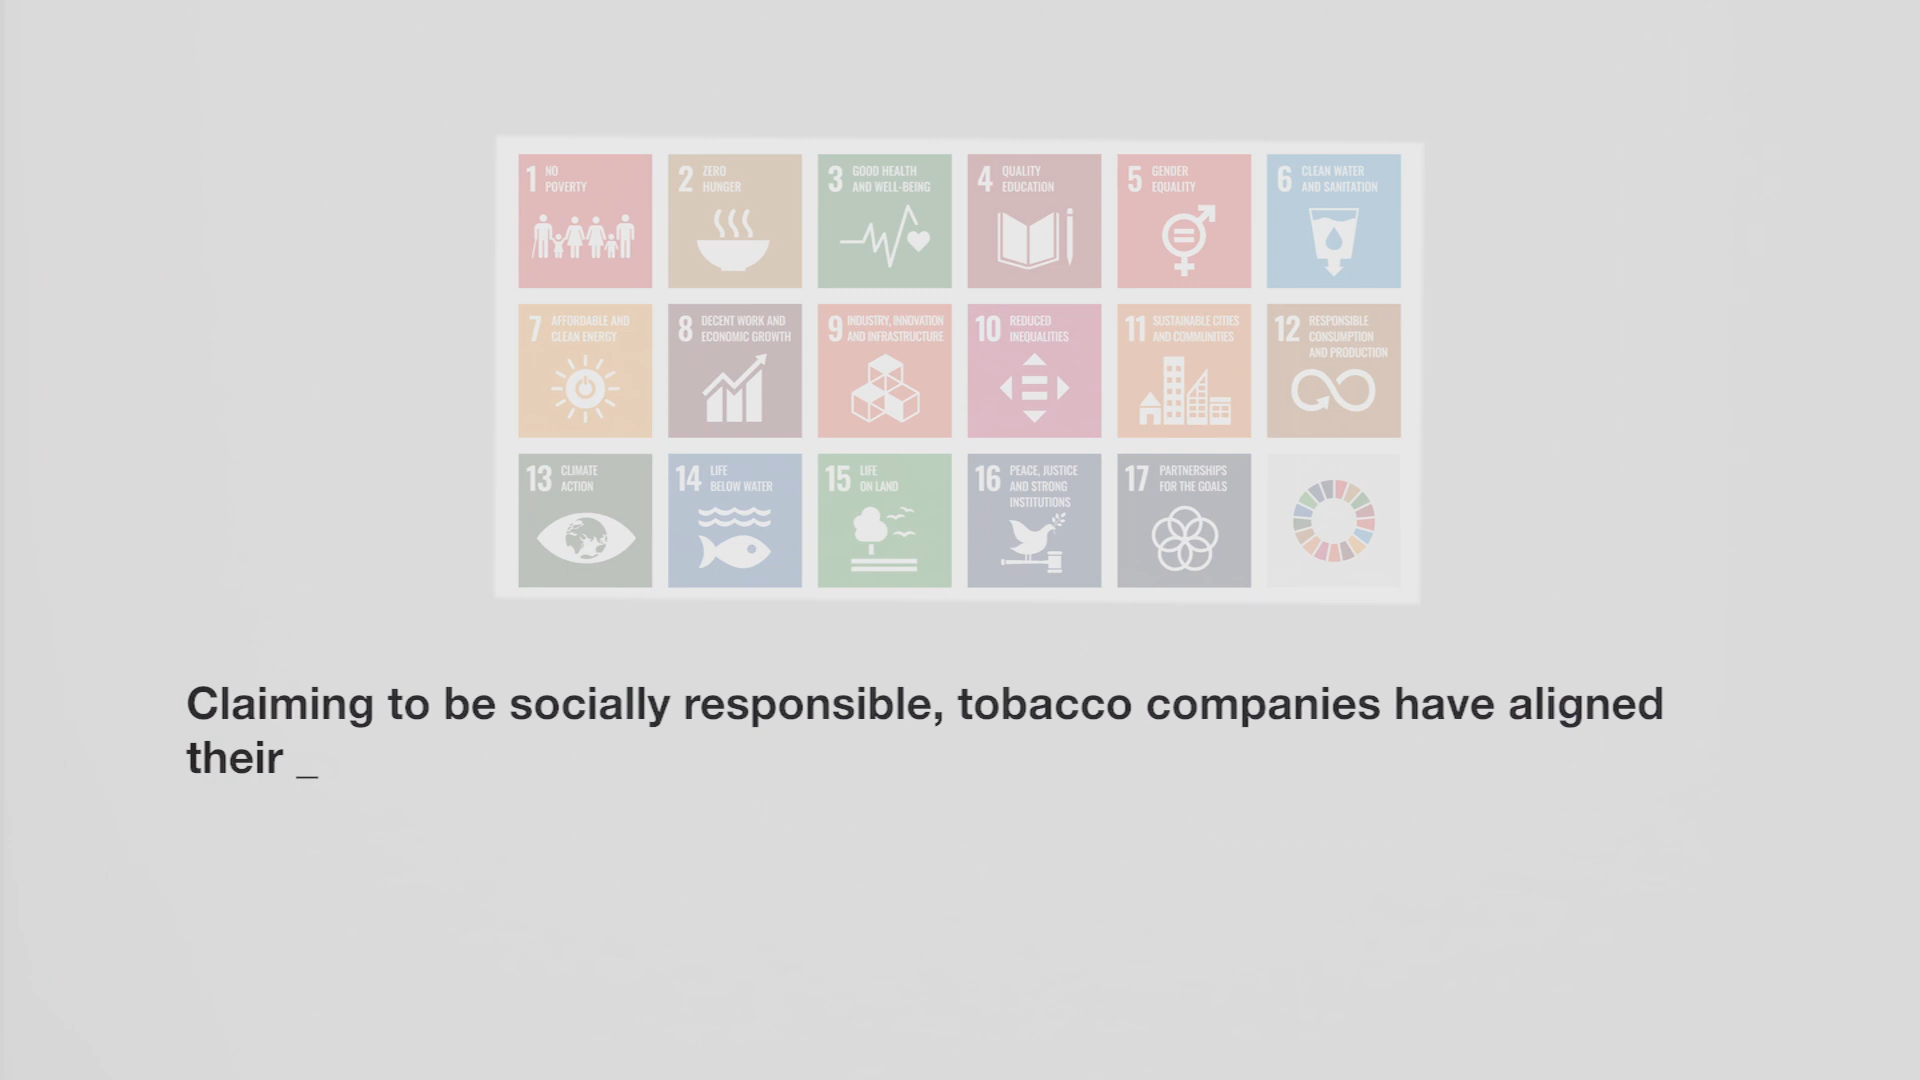 1 NO POVERTY
2 ZERO HUNGER
3 GOOD HEALTH AND WELL-BEING
4 QUALITY EDUCATION
5 GENDER EQUALITY
6 CLEAN WATER AND SANITATION
7 AFFORDABLE AND CLEAN ENERGY
8 DECENT WORK AND ECONOMIC GROWTH
9 INDUSTRY, INNOVATION AND INFRASTRUCTURE
10 REDUCED INEQUALITIES
11 SUSTAINABLE CITIES AND COMMUNITIES
12 RESPONSIBLE CONSUMPTION AND PRODUCTION
13 CLIMATE ACTION
14 LIFE BELOW WATER
15 LIFE ON LAND
16 PEACE, JUSTICE AND STRONG INSTITUTIONS
17 PARTNERSHIPS FOR THE GOALS
Claiming to be socially responsible, tobacco companies have aligned
their _